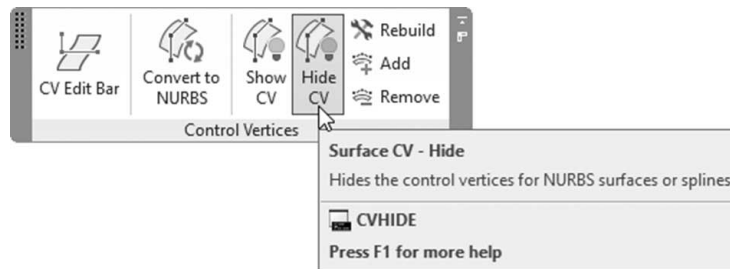 CV Edit Bar
Convert to
NURBS
Show
CV
Hide
CV
Rebuild
Add
Remove
Control Vertices
Surface CV - Hide
Hides the control vertices for NURBS surfaces or splines
CVHIDE
Press F1 for more help